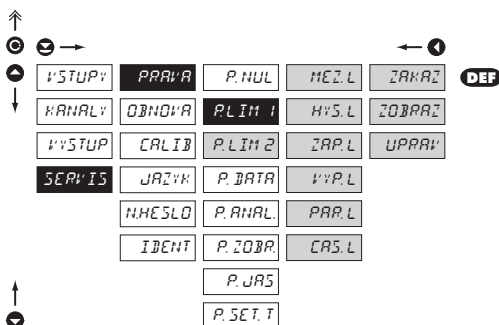 VSTUPY PRAVA P. NUL MEZ. L ZAKAZ DEF
KANALY OBNOVA P.LIM 1 HYS. L ZOBRAZ
VYSTUP CALIB P.LIM 2 ZAP. L UPRAV
SERVIS JAZYK P. DATA VYP. L
N.HESLO P. ANAL. PAR. L
IDENT P. ZOBR. CAS. L
P. JAS
P. SET. T